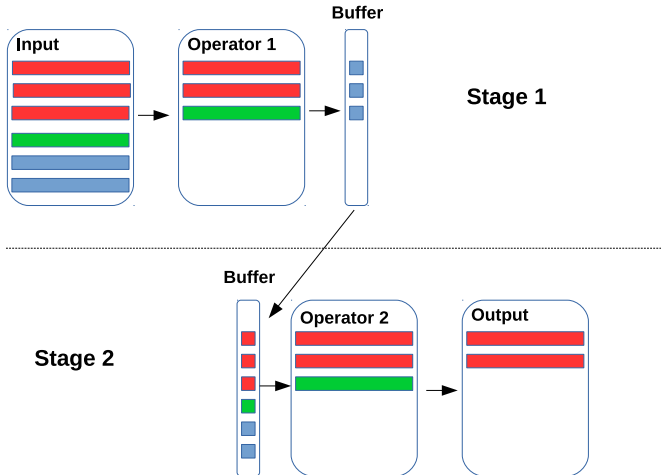 Buffer
Input
Operator 1
Stage 1
Buffer
Operator 2
Output
Stage 2